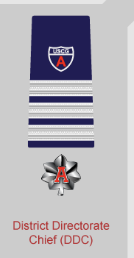 USCG
A
A
District Directorate
Chief (DDC)